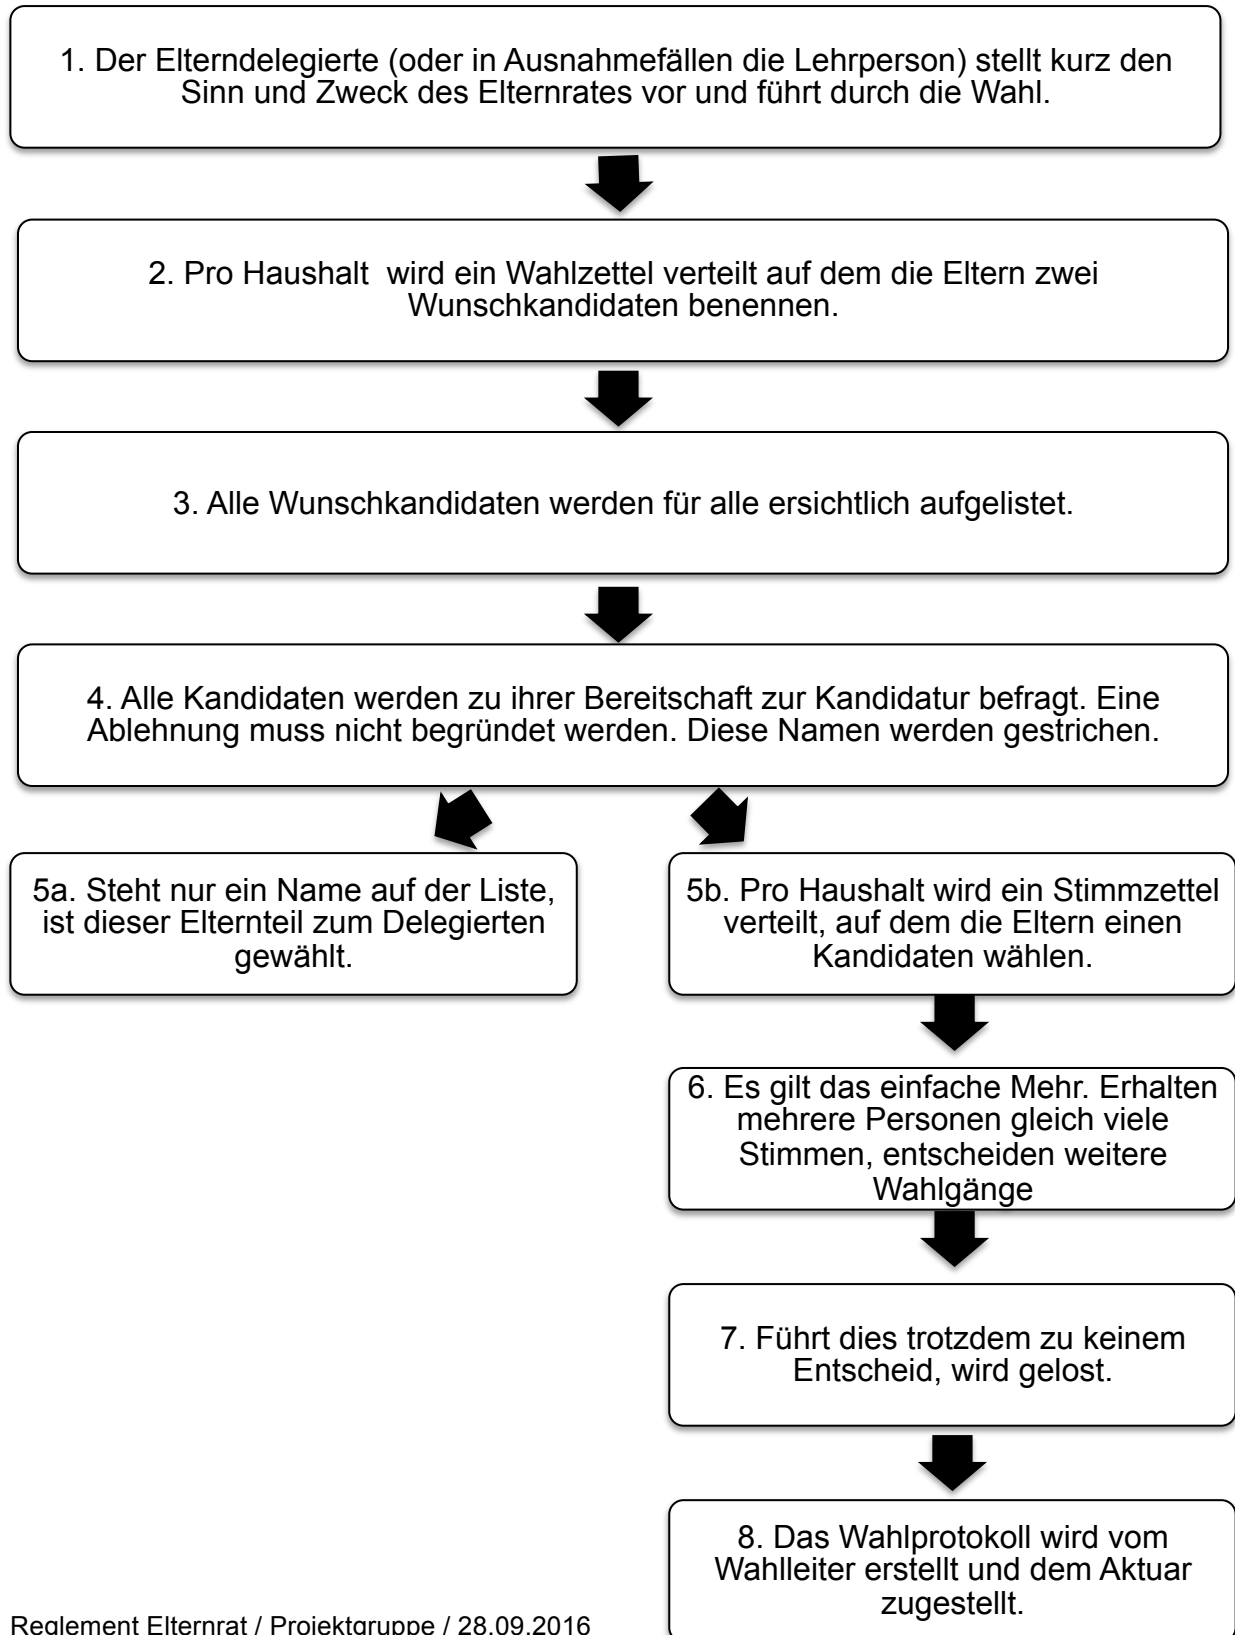 1. Der Elterndelegierte (oder in Ausnahmefällen die Lehrperson) stellt kurz den
Sinn und Zweck des Elternrates vor und führt durch die Wahl.
2. Pro Haushalt  wird ein Wahlzettel verteilt auf dem die Eltern zwei
Wunschkandidaten benennen.
3. Alle Wunschkandidaten werden für alle ersichtlich aufgelistet.
4. Alle Kandidaten werden zu ihrer Bereitschaft zur Kandidatur befragt. Eine
Ablehnung muss nicht begründet werden. Diese Namen werden gestrichen.
5a. Steht nur ein Name auf der Liste,
ist dieser Elternteil zum Delegierten
gewählt.
5b. Pro Haushalt wird ein Stimmzettel
verteilt, auf dem die Eltern einen
Kandidaten wählen.
6. Es gilt das einfache Mehr. Erhalten
mehrere Personen gleich viele
Stimmen, entscheiden weitere
Wahlgänge
7. Führt dies trotzdem zu keinem
Entscheid, wird gelost.
8. Das Wahlprotokoll wird vom
Wahlleiter erstellt und dem Aktuar
zugestellt.
Reglement Elternrat / Projektgruppe / 28.09.2016